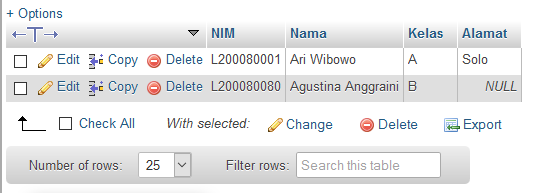 + Options
NIM Nama Kelas Alamat
Edit Copy Delete L200080001 Ari Wibowo A Solo
Edit Copy Delete L200080080 Agustina Anggraini B NULL
Check All With selected: Change Delete Export
Number of rows: 25 Filter rows: Search this table